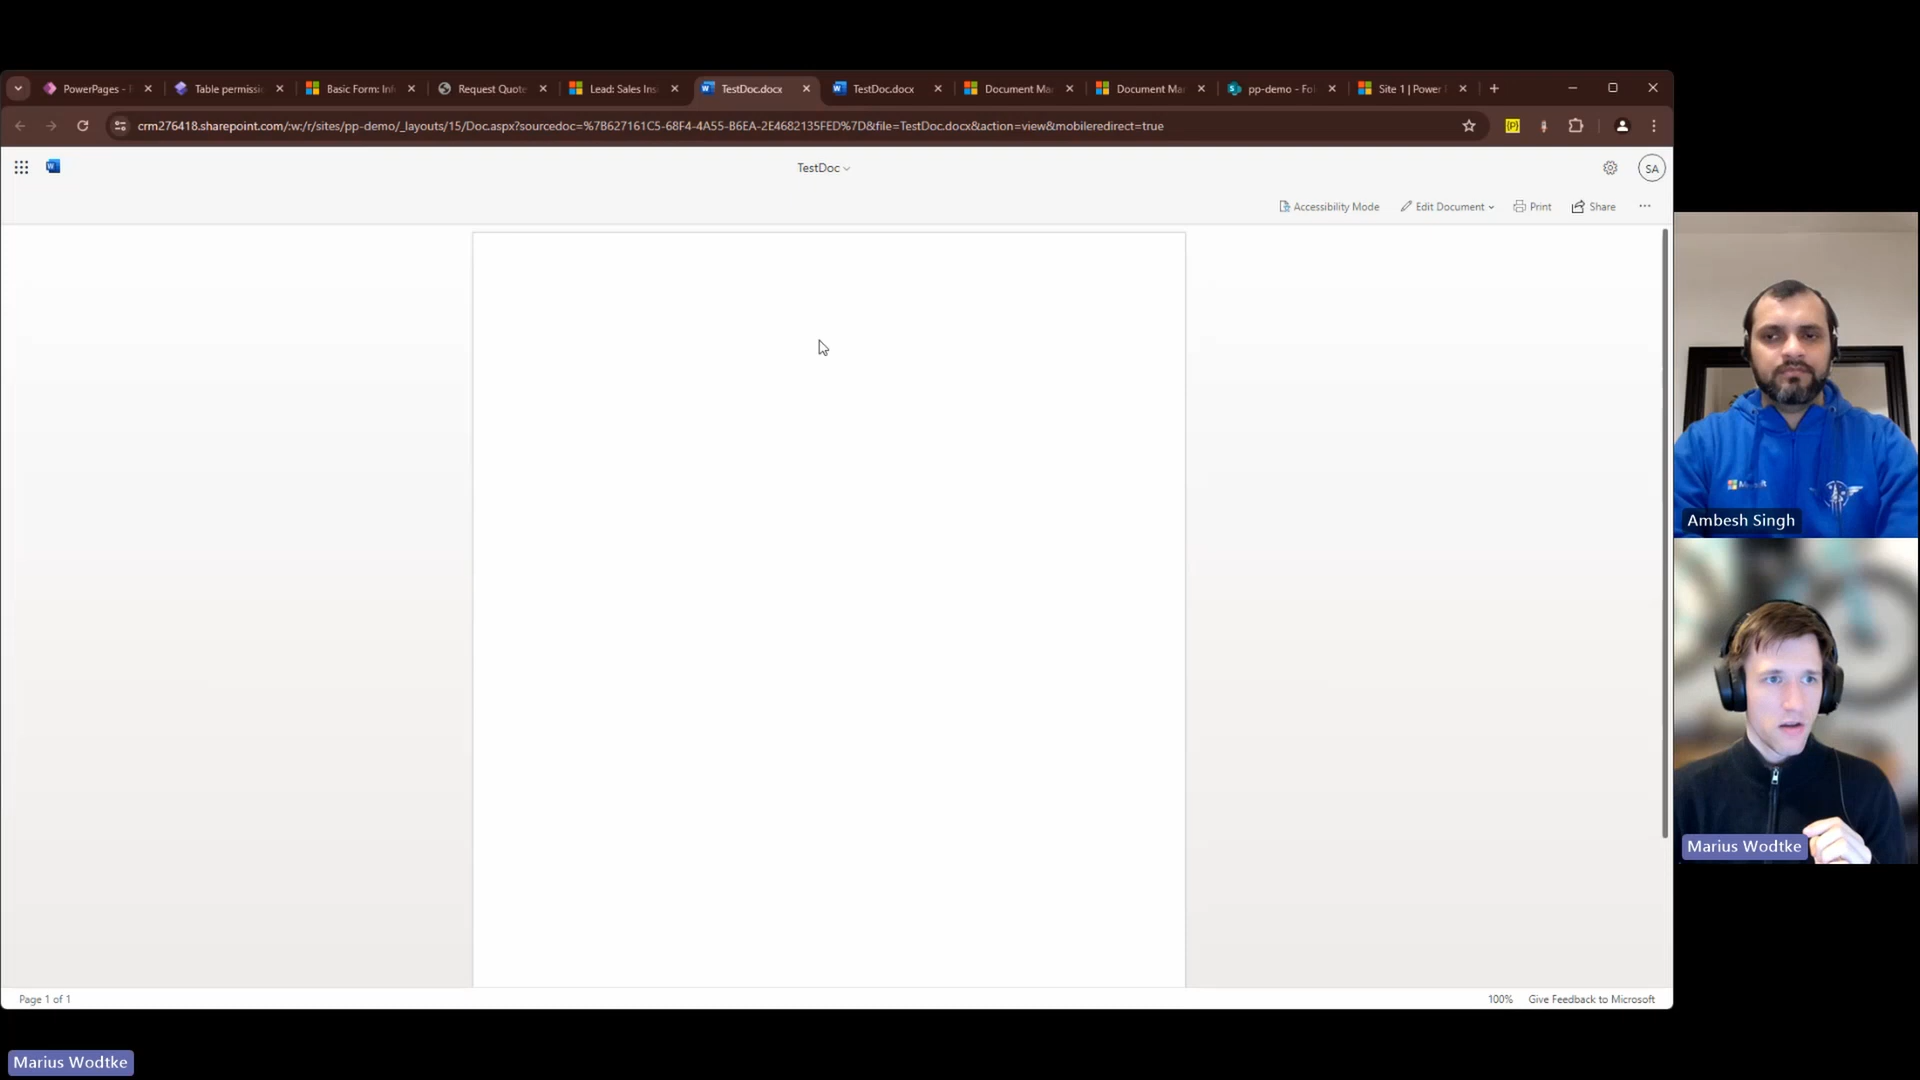 PowerPages -
Table permissi
Basic Form: Inf
Request Quote
Lead: Sales Ins
TestDoc.docx
TestDoc.docx
Document Ma
Document Ma
pp-demo - Fol
Site 1 | Power
crm276418.sharepoint.com/:w:/r/sites/pp-demo/_layouts/15/Doc.aspx?sourcedoc=%7B627161C5-68F4-4A55-B6EA-2E4682135FED%7D&file=TestDoc.docx&action=view&mobileredirect=true
TestDoc
SA
Accessibility Mode
Edit Document
Print
Share
Ambesh Singh
Marius Wodtke
Page 1 of 1
100%
Give Feedback to Microsoft
Marius Wodtke